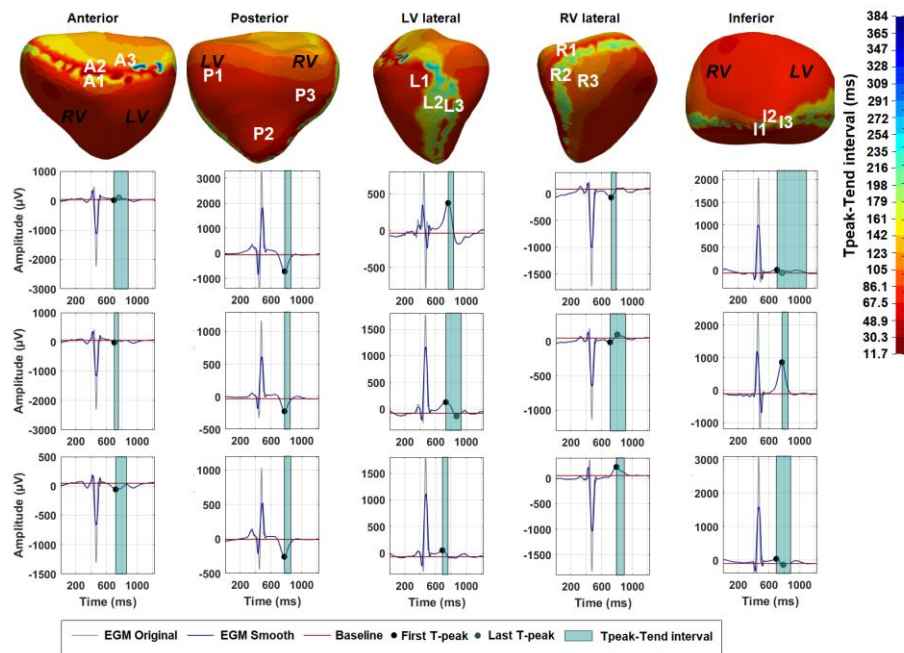 Anterior Posterior LV lateral RV lateral Inferior
A2 A3
A1
RV LV
LV RV
P1
P3
P2
L1
L2 L3
R1
R2 R3
RV LV
I2
I1 I3
384
365
347
328
309
291
272
254
235
216
198
179
161
142
123
105
86.1
67.5
48.9
30.3
11.7
Tpeak-Tend interval (ms)
Amplitude (µV)
1000
0
-1000
-2000
-3000
200 600 1000
3000
2000
1000
0
-1000
200 600 1000
500
0
-500
200 600 1000
0
-500
-1000
-1500
200 600 1000
2000
1500
1000
500
0
200 600 1000
Amplitude (µV)
1000
0
-1000
-2000
-3000
200 600 1000
1000
500
0
-500
200 600 1000
1500
1000
500
0
200 600 1000
0
-500
-1000
200 600 1000
2000
1000
0
-1000
200 600 1000
Amplitude (µV)
500
0
-500
-1000
-1500
200 600 1000
Time (ms)
1000
500
0
-500
200 600 1000
Time (ms)
1500
1000
500
0
200 600 1000
Time (ms)
0
-500
-1000
-1500
200 600 1000
Time (ms)
3000
2000
1000
0
200 600 1000
Time (ms)
EGM Original EGM Smooth Baseline First T-peak Last T-peak Tpeak-Tend interval